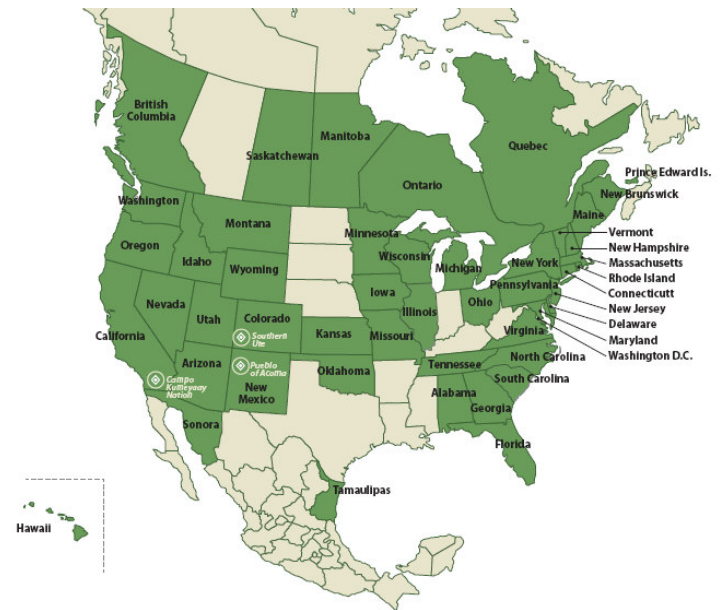 British
Columbia
Manitoba
Saskatchewan
Ontario
Quebec
Prince Edward Is.
New Brunswick
Maine
Washington
Montana
Minnesota
Oregon
Idaho
Wyoming
Wisconsin
Michigan
New York
Vermont
New Hampshire
Massachusetts
Rhode Island
Connecticutt
New Jersey
Delaware
Maryland
Washington D.C.
Pennsylvania
Iowa
Illinois
Ohio
Nevada
Utah
Colorado
Kansas
Missouri
Virginia
California
Southern
Ute
Arizona
Pueblo
of Acoma
New
Mexico
Oklahoma
Tennessee
North Carolina
South Carolina
Campo
Kumeyaay
Nation
Alabama
Georgia
Sonora
Florida
Tamaulipas
Hawaii